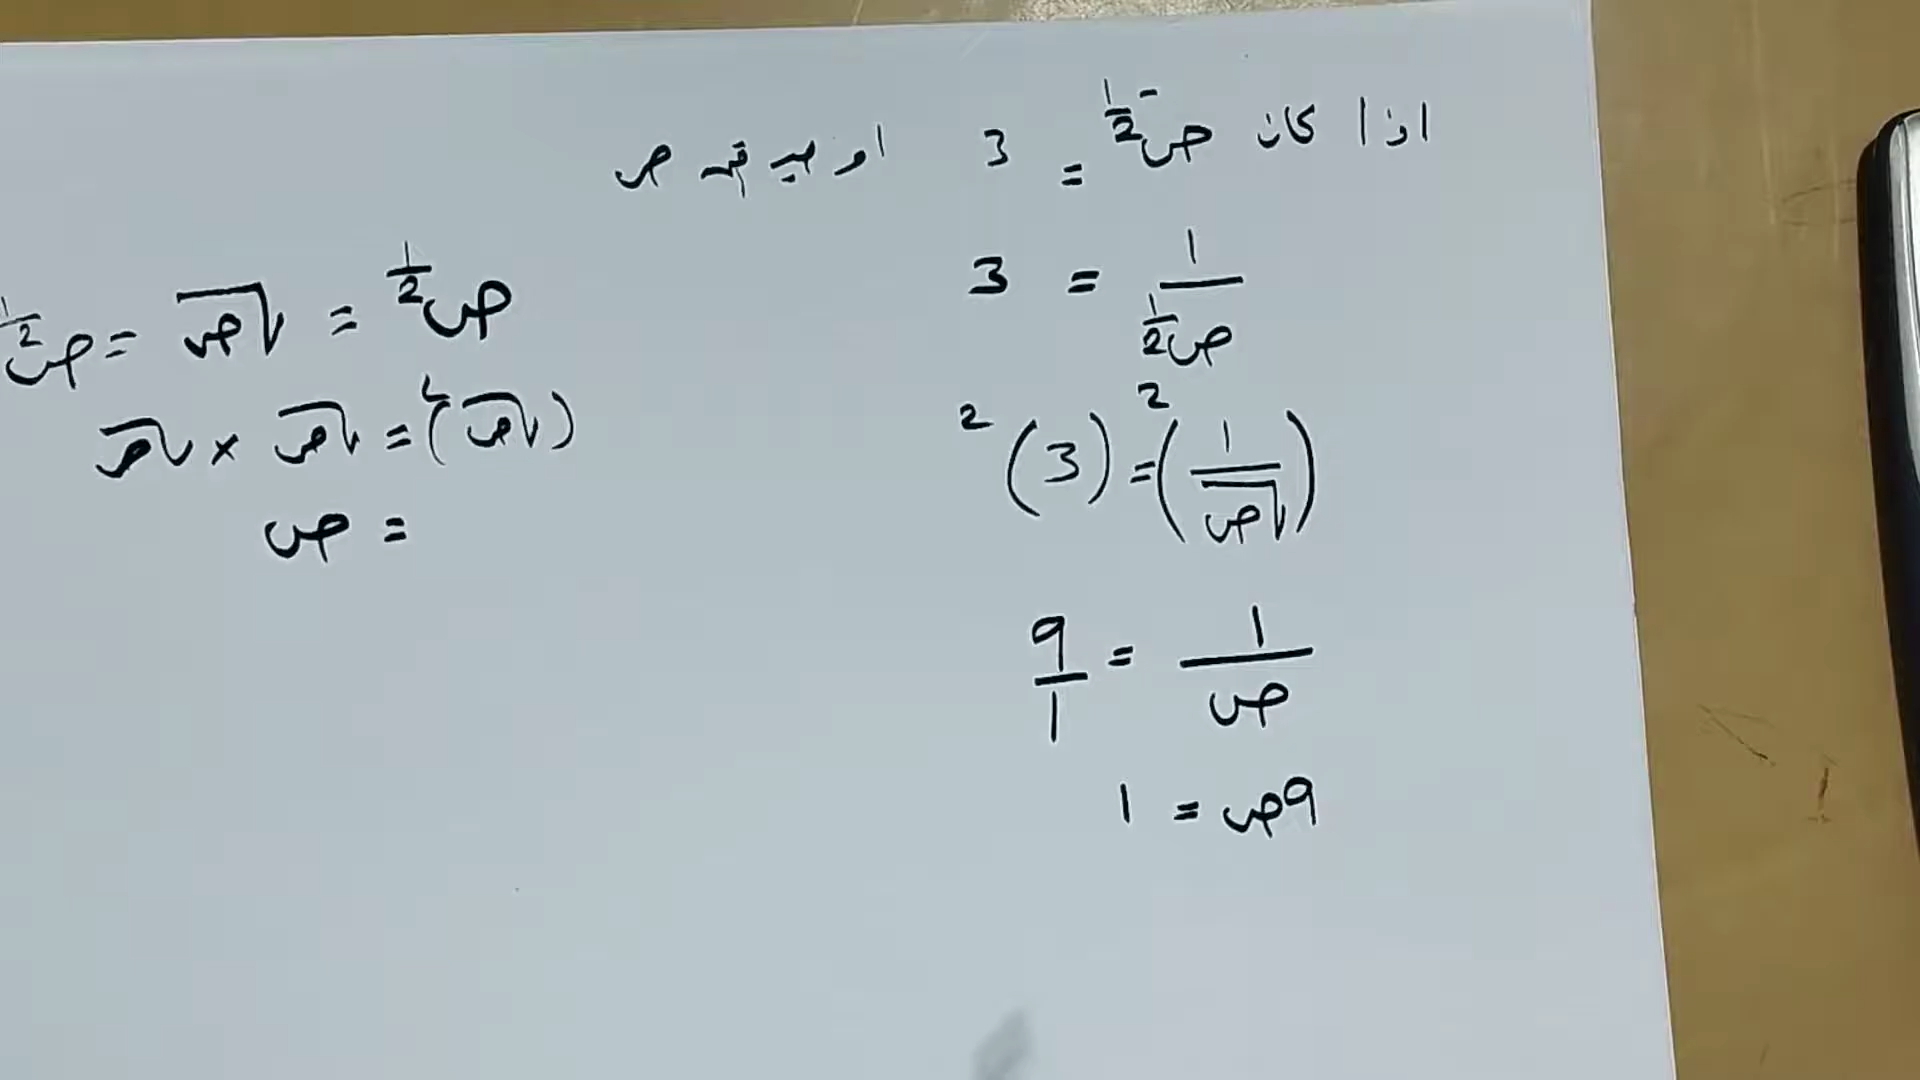 اذا كان ص^-½ = 3 اوجد قيمة ص
1/ص^½ = 3
(1/√ص)^2 = (3)^2
1/ص = 9/1
9ص = 1
ص^½ = √ص = ص^½
(√ص)^2 = √ص × √ص
= ص